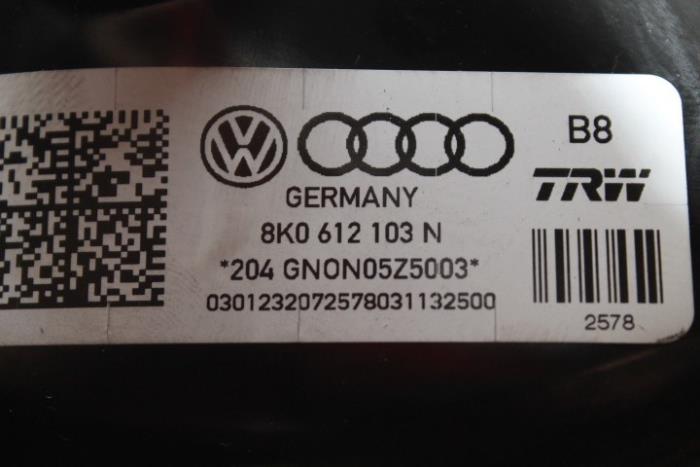 B8
GERMANY
TRW
8K0 612 103 N
*204 GNON05Z5003*
0301232072578031132500
2578